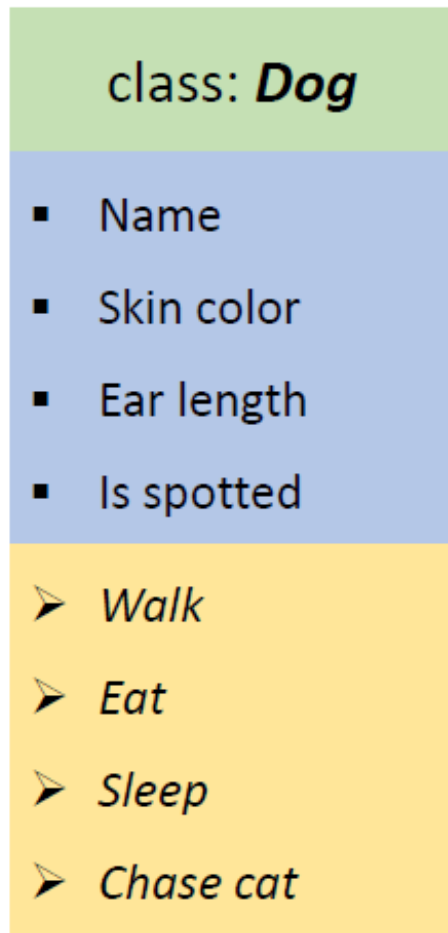 class: Dog
▪ Name
▪ Skin color
▪ Ear length
▪ Is spotted
➢ Walk
➢ Eat
➢ Sleep
➢ Chase cat